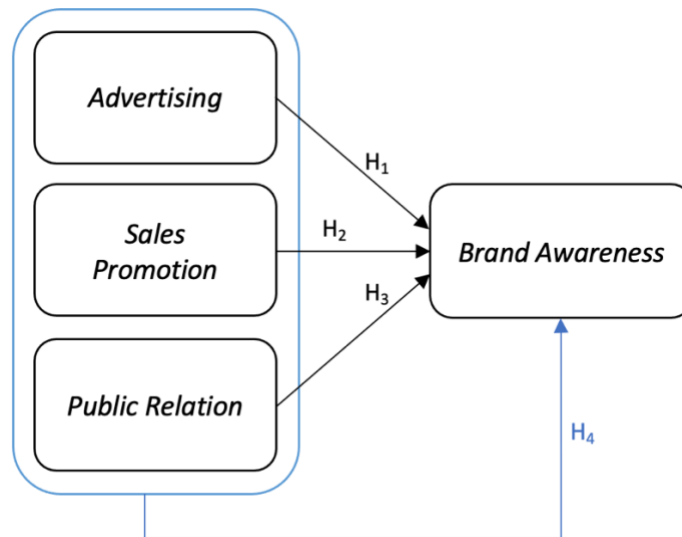 Advertising
H₁
Sales
Promotion
H₂
Brand Awareness
H₃
Public Relation
H₄